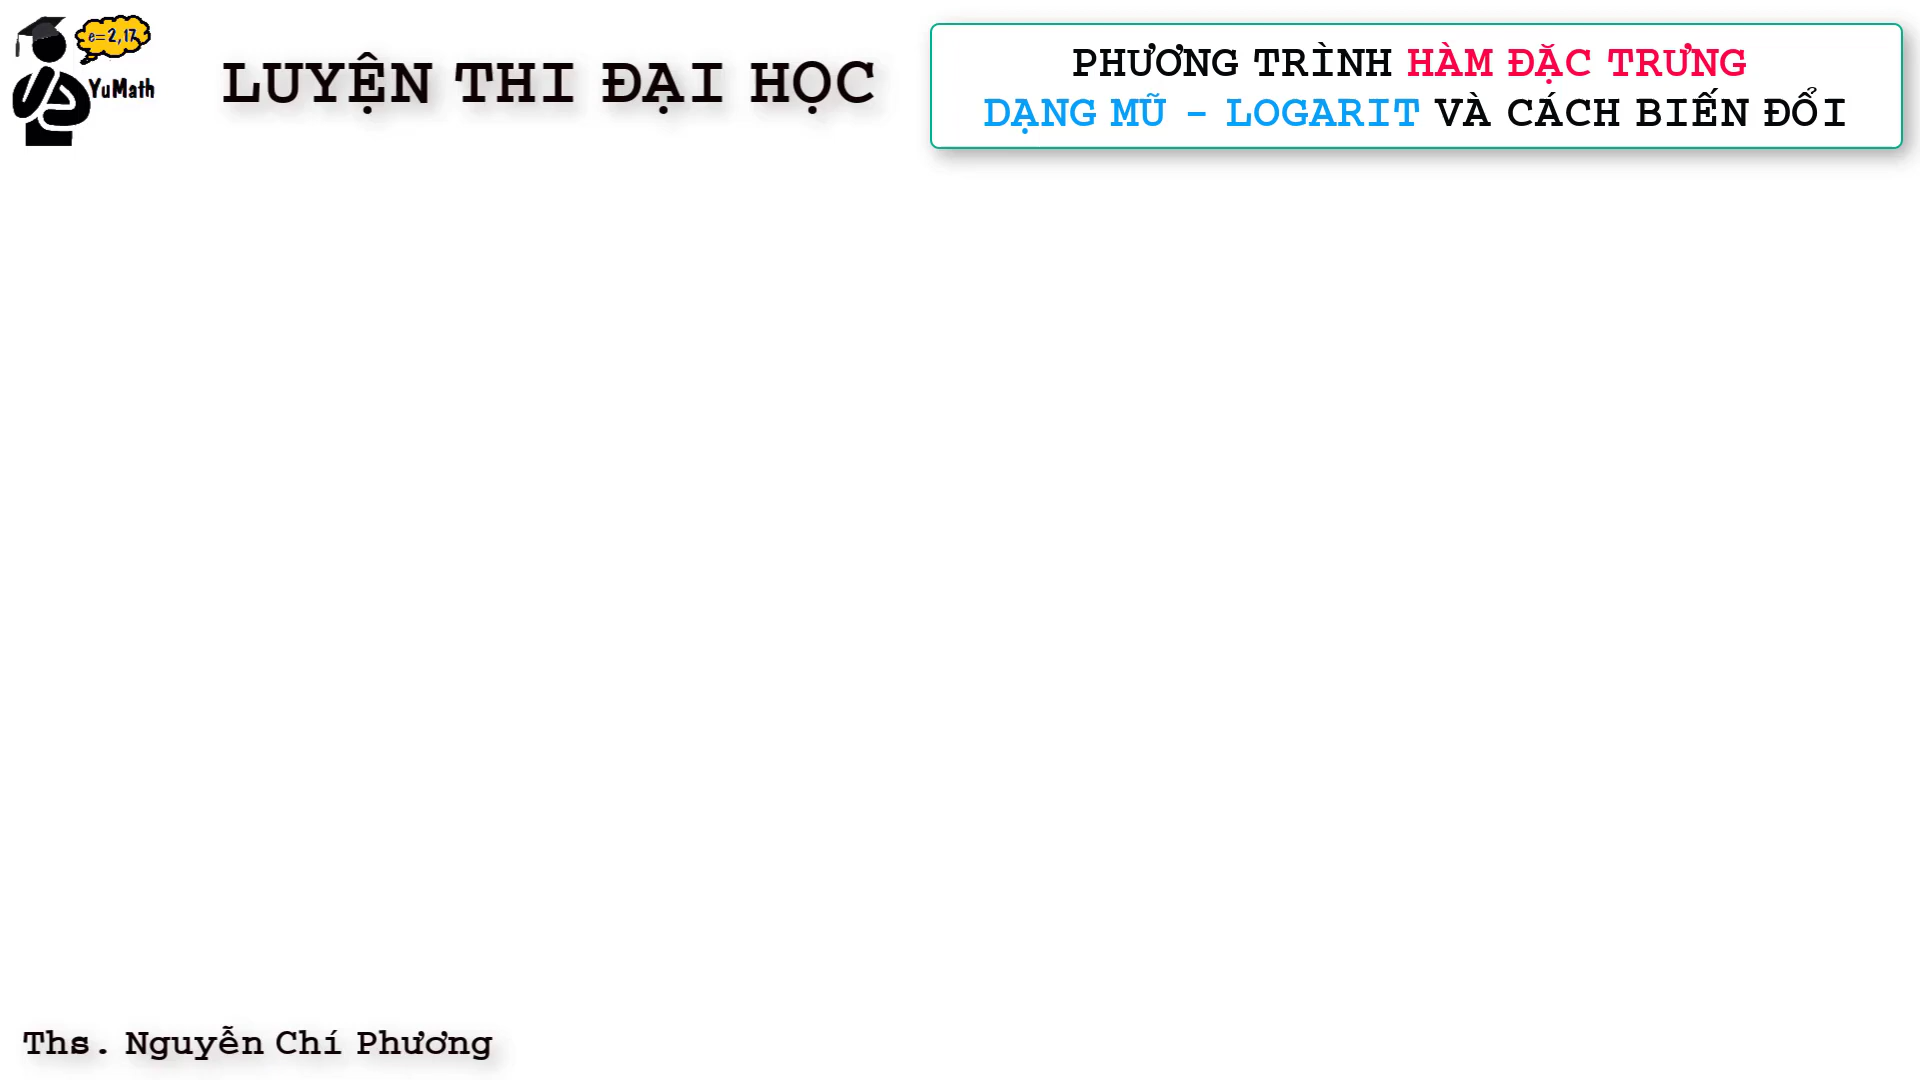 e=2,17
YuMath
LUYỆN THI ĐẠI HỌC
PHƯƠNG TRÌNH HÀM ĐẶC TRƯNG
DẠNG MŨ - LOGARIT VÀ CÁCH BIẾN ĐỔI
Ths. Nguyễn Chí Phương